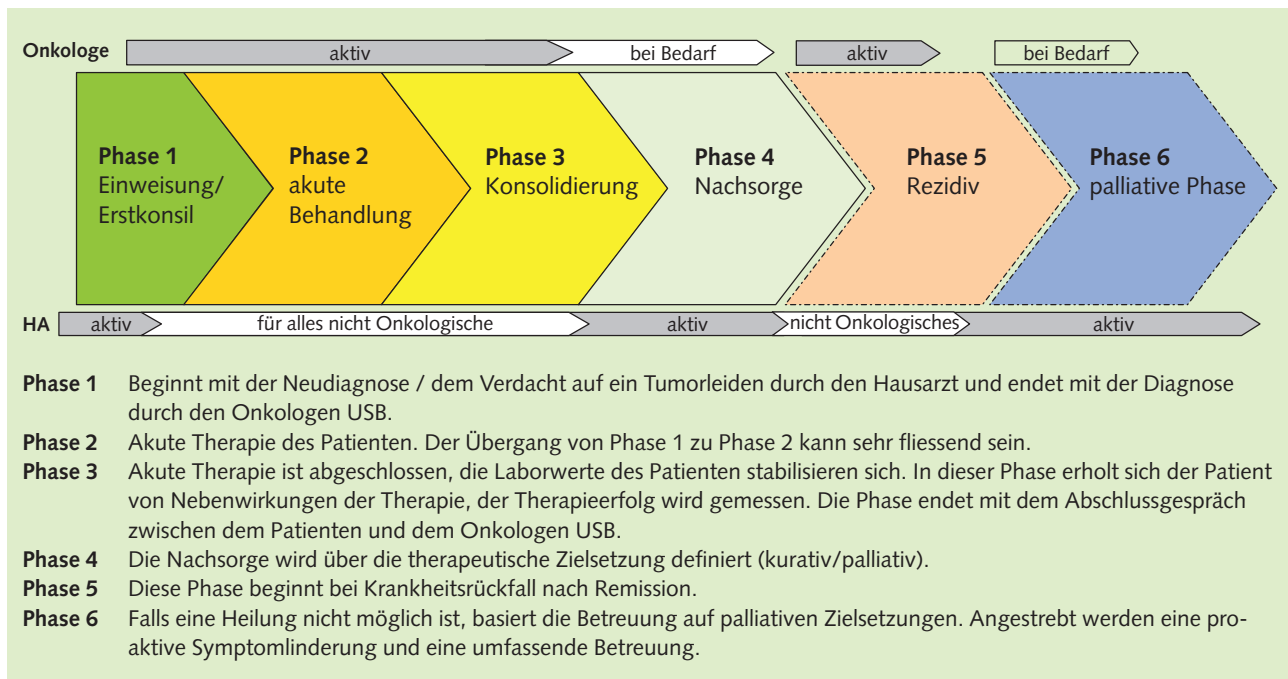 Onkologe
aktiv
bei Bedarf
aktiv
bei Bedarf
Phase 1
Einweisung/
Erstkonsil
Phase 2
akute
Behandlung
Phase 3
Konsolidierung
Phase 4
Nachsorge
Phase 5
Rezidiv
Phase 6
palliative Phase
HA
aktiv
für alles nicht Onkologische
aktiv
nicht Onkologisches
aktiv
Phase 1 Beginnt mit der Neudiagnose / dem Verdacht auf ein Tumorleiden durch den Hausarzt und endet mit der Diagnose
durch den Onkologen USB.
Phase 2 Akute Therapie des Patienten. Der Übergang von Phase 1 zu Phase 2 kann sehr fliessend sein.
Phase 3 Akute Therapie ist abgeschlossen, die Laborwerte des Patienten stabilisieren sich. In dieser Phase erholt sich der Patient
von Nebenwirkungen der Therapie, der Therapieerfolg wird gemessen. Die Phase endet mit dem Abschlussgespräch
zwischen dem Patienten und dem Onkologen USB.
Phase 4 Die Nachsorge wird über die therapeutische Zielsetzung definiert (kurativ/palliativ).
Phase 5 Diese Phase beginnt bei Krankheitsrückfall nach Remission.
Phase 6 Falls eine Heilung nicht möglich ist, basiert die Betreuung auf palliativen Zielsetzungen. Angestrebt werden eine pro-
aktive Symptomlinderung und eine umfassende Betreuung.